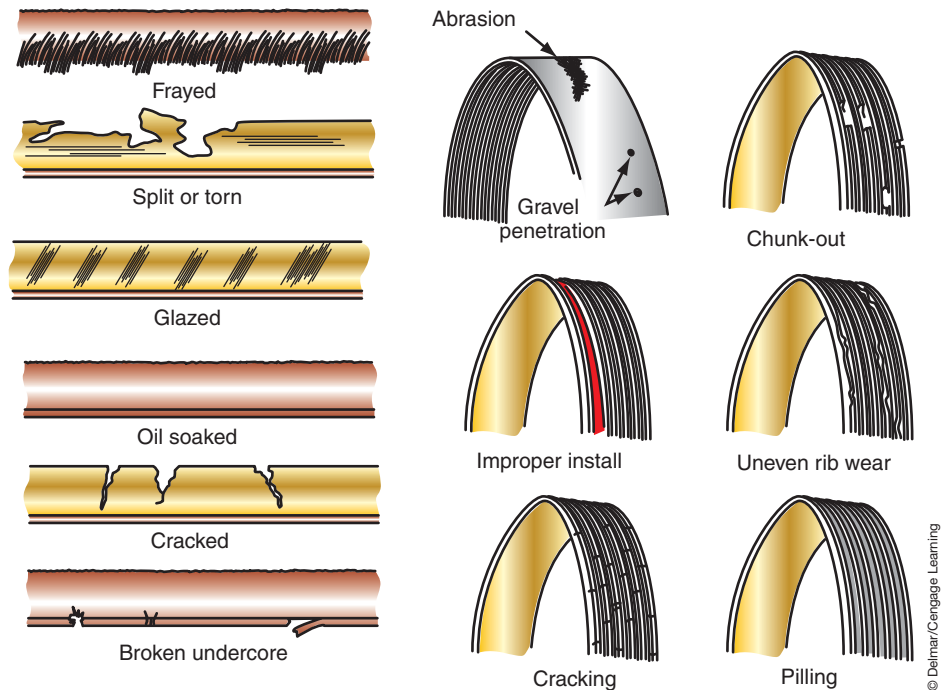 Frayed
Split or torn
Glazed
Oil soaked
Cracked
Broken undercore
Abrasion
Gravel
penetration
Chunk-out
Improper install
Uneven rib wear
Cracking
Pilling
© Delmar/Cengage Learning